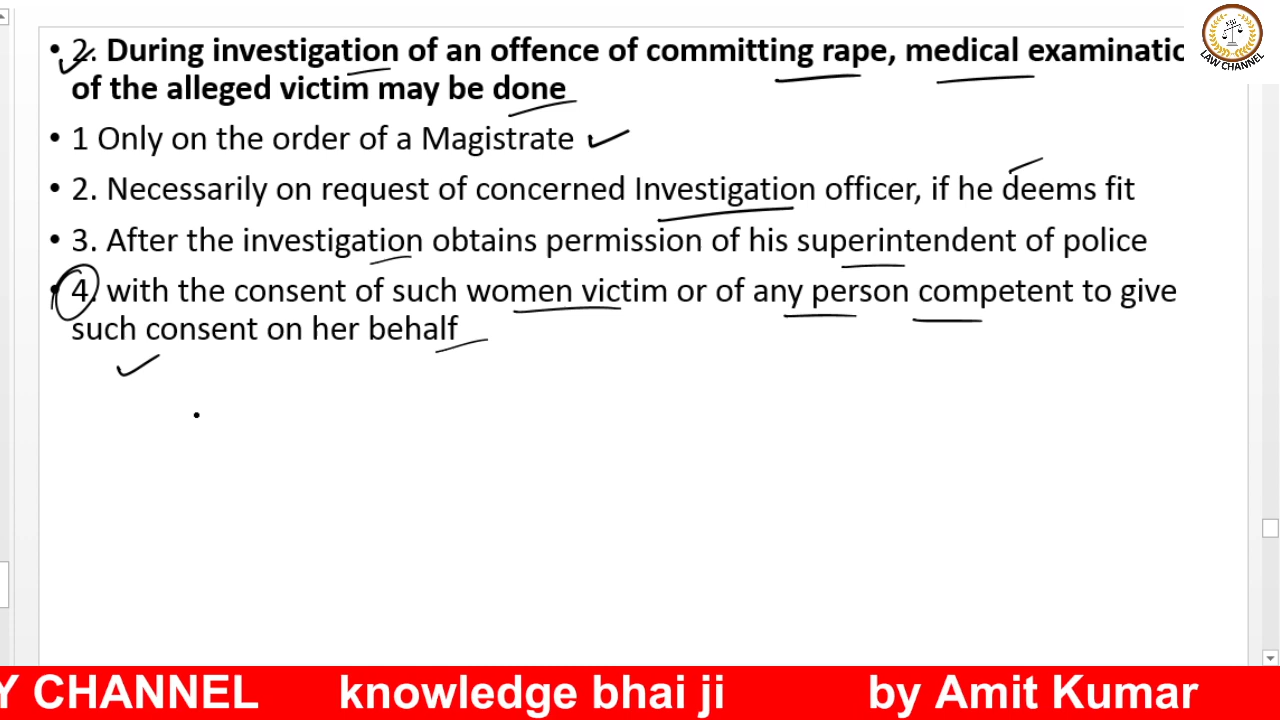 • 2. During investigation of an offence of committing rape, medical examinatic
of the alleged victim may be done
• 1 Only on the order of a Magistrate
• 2. Necessarily on request of concerned Investigation officer, if he deems fit
• 3. After the investigation obtains permission of his superintendent of police
• 4. with the consent of such women victim or of any person competent to give
such consent on her behalf
LAW CHANNEL
Y CHANNEL knowledge bhai ji by Amit Kumar